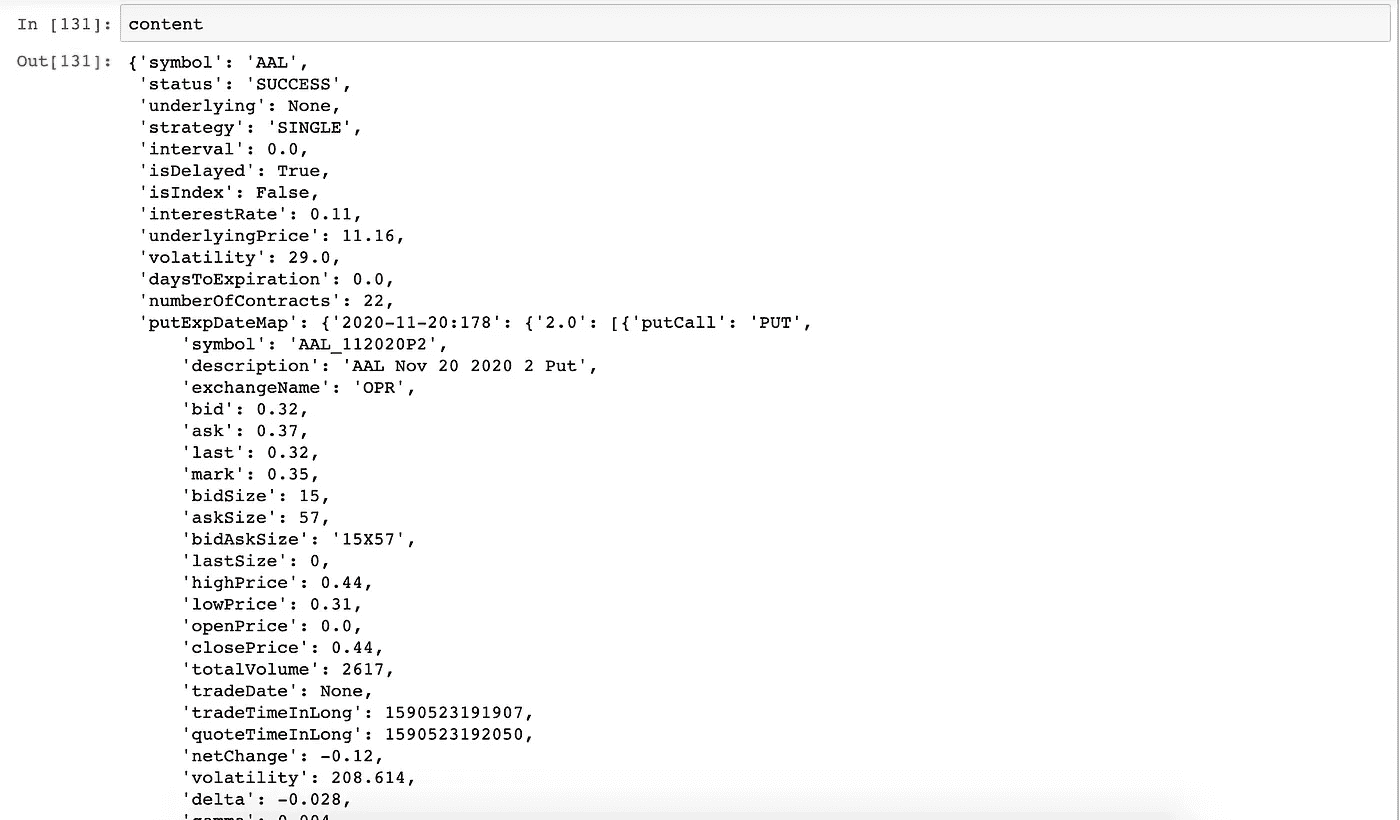 In [131]: content
Out[131]: {'symbol': 'AAL',
'status': 'SUCCESS',
'underlying': None,
'strategy': 'SINGLE',
'interval': 0.0,
'isDelayed': True,
'isIndex': False,
'interestRate': 0.11,
'underlyingPrice': 11.16,
'volatility': 29.0,
'daysToExpiration': 0.0,
'numberOfContracts': 22,
'putExpDateMap': {'2020-11-20:178': {'2.0': [{'putCall': 'PUT',
'symbol': 'AAL_112020P2',
'description': 'AAL Nov 20 2020 2 Put',
'exchangeName': 'OPR',
'bid': 0.32,
'ask': 0.37,
'last': 0.32,
'mark': 0.35,
'bidSize': 15,
'askSize': 57,
'bidAskSize': '15X57',
'lastSize': 0,
'highPrice': 0.44,
'lowPrice': 0.31,
'openPrice': 0.0,
'closePrice': 0.44,
'totalVolume': 2617,
'tradeDate': None,
'tradeTimeInLong': 1590523191907,
'quoteTimeInLong': 1590523192050,
'netChange': -0.12,
'volatility': 208.614,
'delta': -0.028,